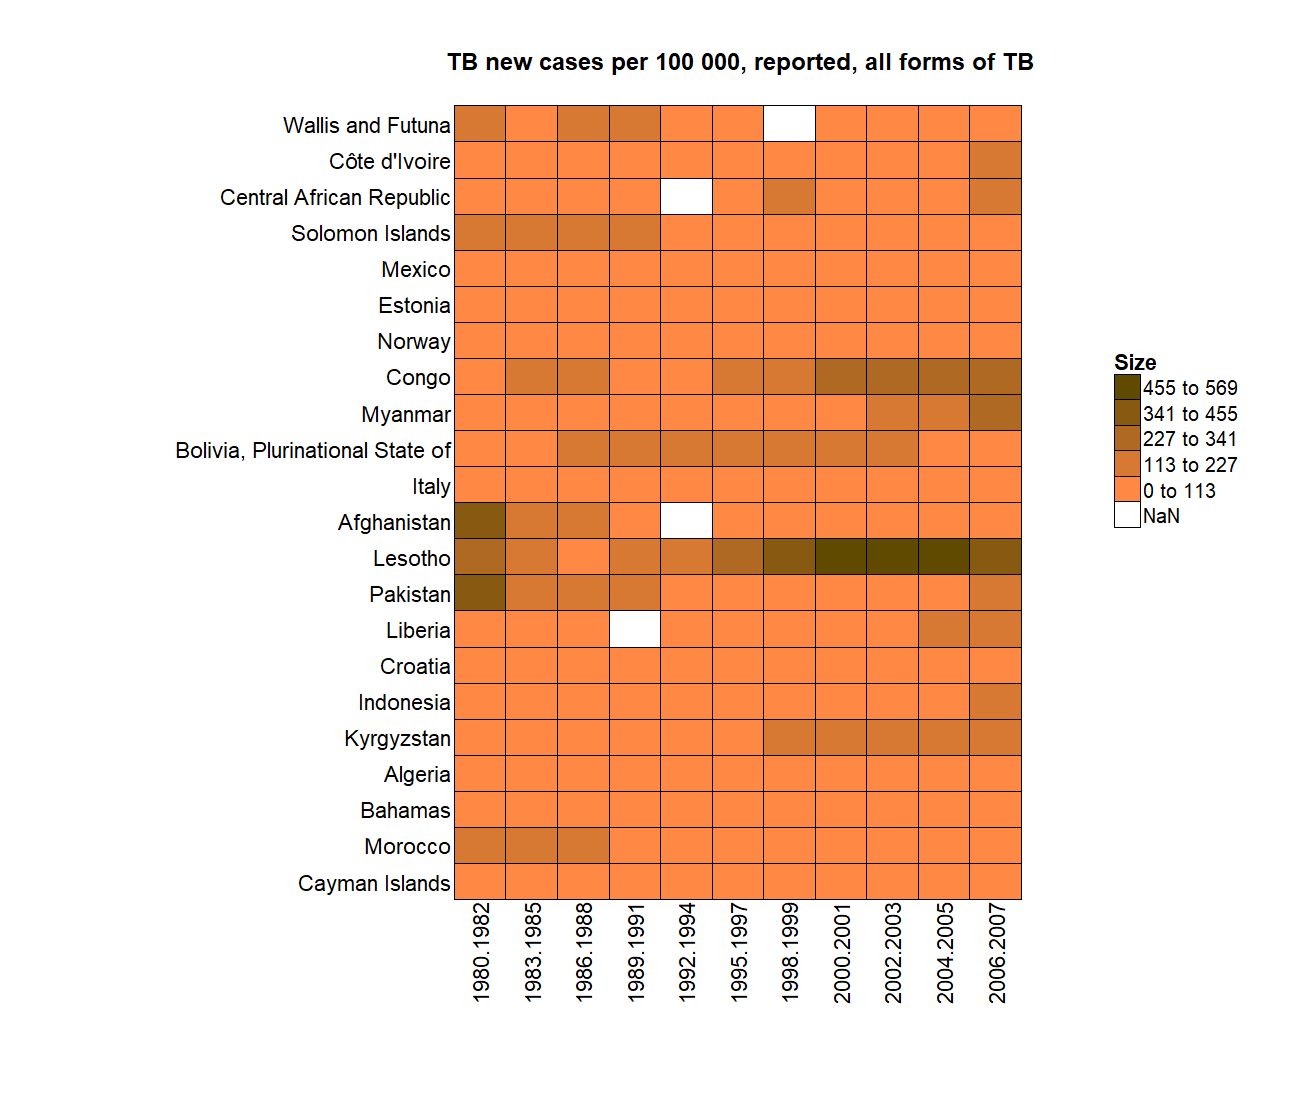 TB new cases per 100 000, reported, all forms of TB
Wallis and Futuna
Côte d'Ivoire
Central African Republic
Solomon Islands
Mexico
Estonia
Norway
Congo
Myanmar
Bolivia, Plurinational State of
Italy
Afghanistan
Lesotho
Pakistan
Liberia
Croatia
Indonesia
Kyrgyzstan
Algeria
Bahamas
Morocco
Cayman Islands
1980.1982
1983.1985
1986.1988
1989.1991
1992.1994
1995.1997
1998.1999
2000.2001
2002.2003
2004.2005
2006.2007
Size
455 to 569
341 to 455
227 to 341
113 to 227
0 to 113
NaN